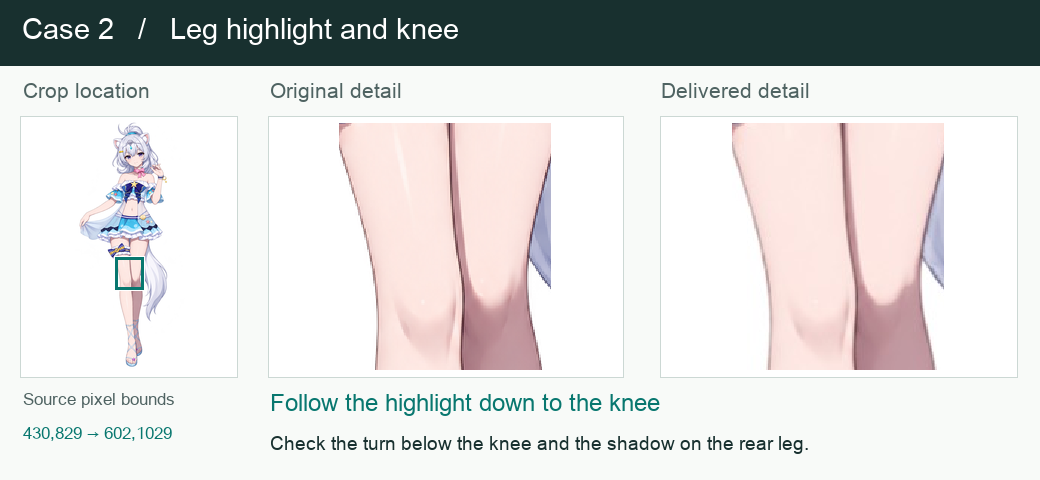 Case 2 / Leg highlight and knee
Crop location
Original detail
Delivered detail
Source pixel bounds
430,829 → 602,1029
Follow the highlight down to the knee
Check the turn below the knee and the shadow on the rear leg.